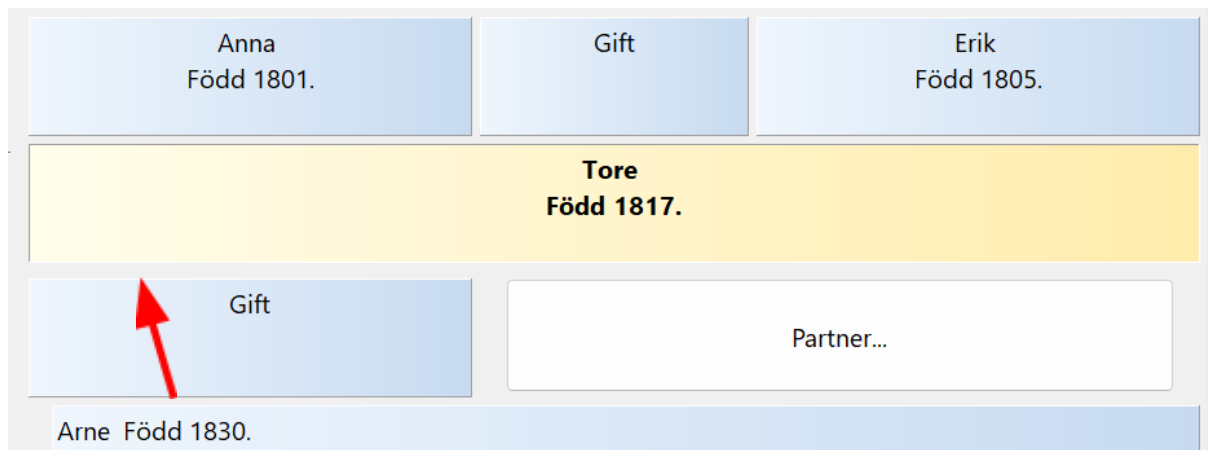 Anna
Född 1801.
Gift
Erik
Född 1805.
Tore
Född 1817.
Gift
Partner...
Arne Född 1830.